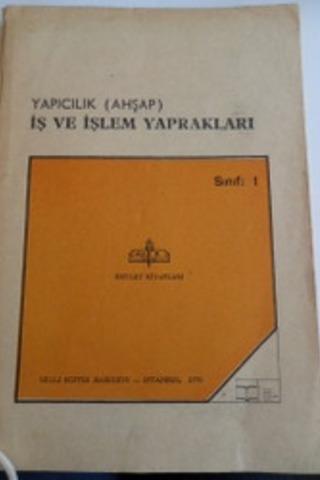 YAPICILIK (AHŞAP)
İŞ VE İŞLEM YAPRAKLARI
Sınıf: 1
DEVLET KİTAPLARI
MİLLİ EĞİTİM BASIMEVİ — İSTANBUL,